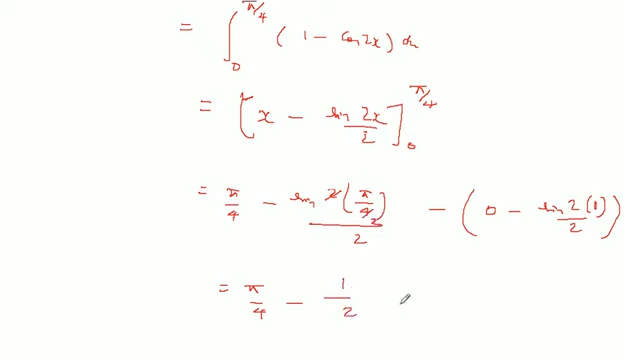 = ∫₀^{π/4} (1 - cos 2x) dx
= [x - sin 2x/2]₀^{π/4}
= π/4 - sin 2(π/4)/2 - (0 - sin 2(1)/2)
= π/4 - 1/2